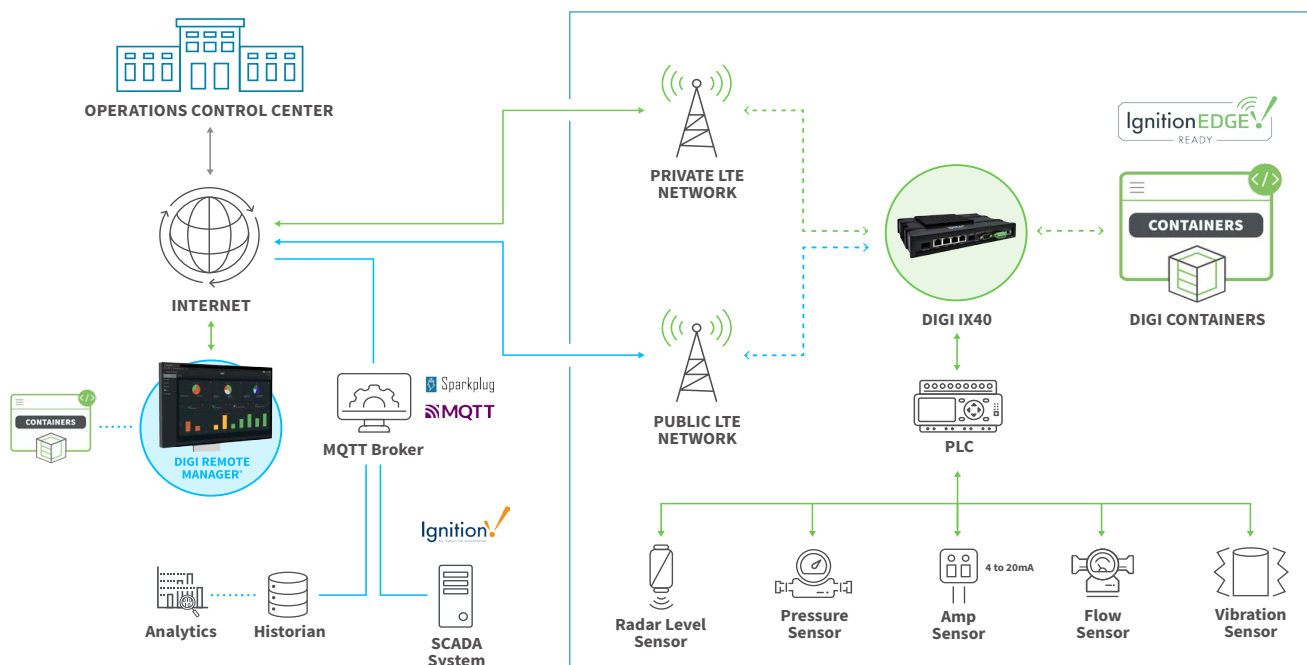 OPERATIONS CONTROL CENTER
INTERNET
CONTAINERS
</>
DIGI REMOTE
MANAGER®
MQTT Broker
Sparkplug
MQTT
Ignition!
Analytics
Historian
SCADA
System
PRIVATE LTE
NETWORK
PUBLIC LTE
NETWORK
Ignition EDGE!
READY
</>
CONTAINERS
DIGI IX40
DIGI CONTAINERS
PLC
Radar Level
Sensor
Pressure
Sensor
4 to 20mA
Amp
Sensor
Flow
Sensor
Vibration
Sensor